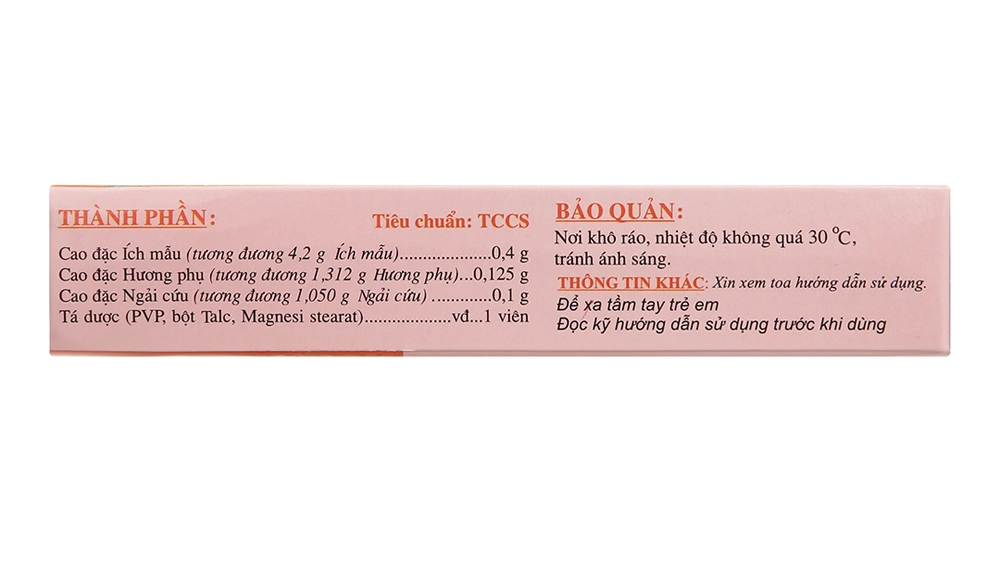 THÀNH PHẦN: Tiêu chuẩn: TCCS
Cao đặc Ích mẫu (tương đương 4,2 g Ích mẫu)....................0,4 g
Cao đặc Hương phụ (tương đương 1,312 g Hương phụ)...0,125 g
Cao đặc Ngải cứu (tương đương 1,050 g Ngải cứu) ............0,1 g
Tá dược (PVP, bột Talc, Magnesi stearat)...................vđ...1 viên
BẢO QUẢN:
Nơi khô ráo, nhiệt độ không quá 30 °C,
tránh ánh sáng.
THÔNG TIN KHÁC: Xin xem toa hướng dẫn sử dụng.
Để xa tầm tay trẻ em
Đọc kỹ hướng dẫn sử dụng trước khi dùng